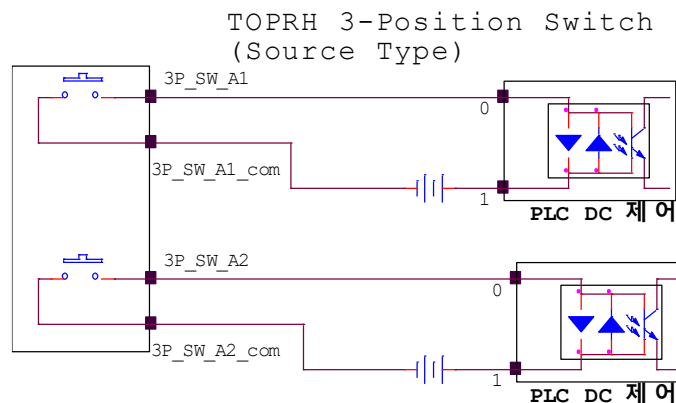 TOPRH 3-Position Switch
(Source Type)
3P_SW_A1
0
3P_SW_A1_com
1
PLC DC 제어
3P_SW_A2
0
3P_SW_A2_com
1
PLC DC 제어